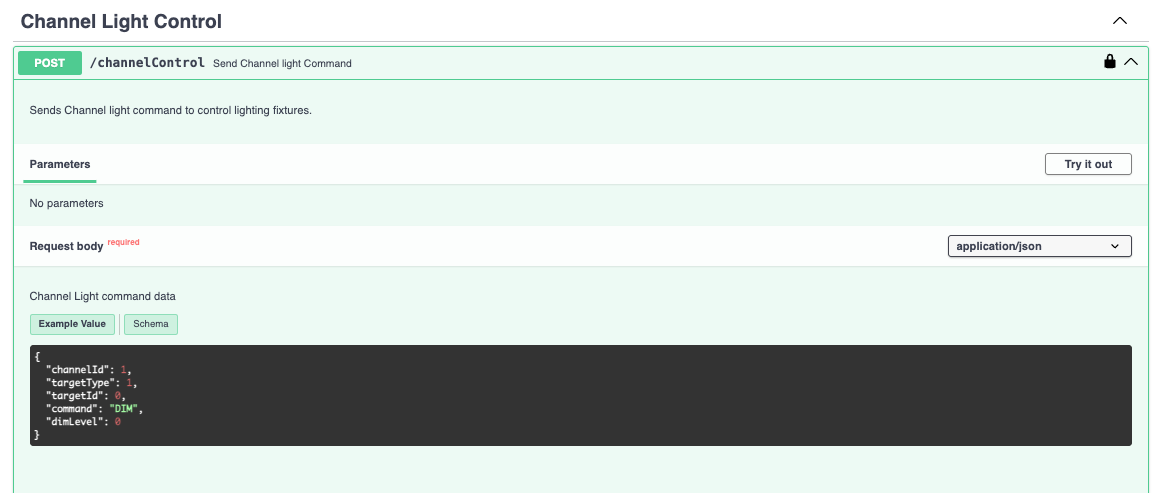 Channel Light Control
POST /channelControl Send Channel light Command
Sends Channel light command to control lighting fixtures.
Parameters
Try it out
No parameters
Request body required
application/json
Channel Light command data
Example Value
Schema
{
"channelId": 1,
"targetType": 1,
"targetId": 0,
"command": "DIM",
"dimLevel": 0
}